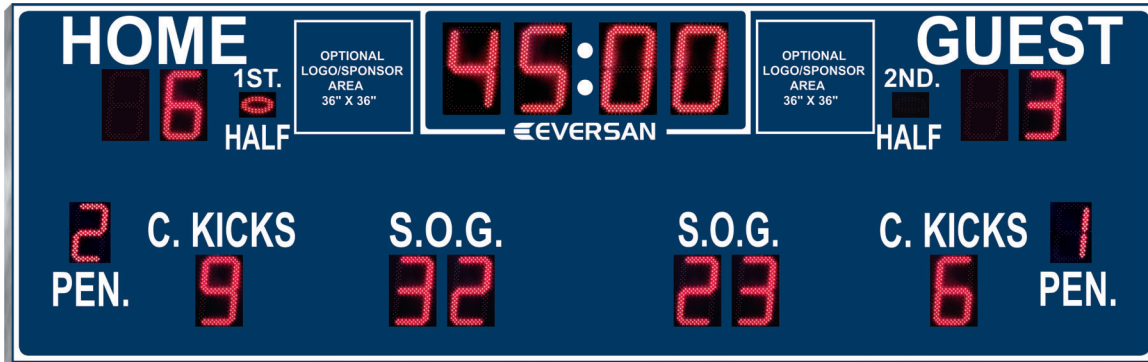 HOME
6
1ST.
HALF
OPTIONAL
LOGO/SPONSOR
AREA
36" X 36"
45:00
EVERSAN
OPTIONAL
LOGO/SPONSOR
AREA
36" X 36"
GUEST
2ND.
HALF
3
2
PEN.
C. KICKS
9
S.O.G.
32
S.O.G.
23
C. KICKS
6
1
PEN.